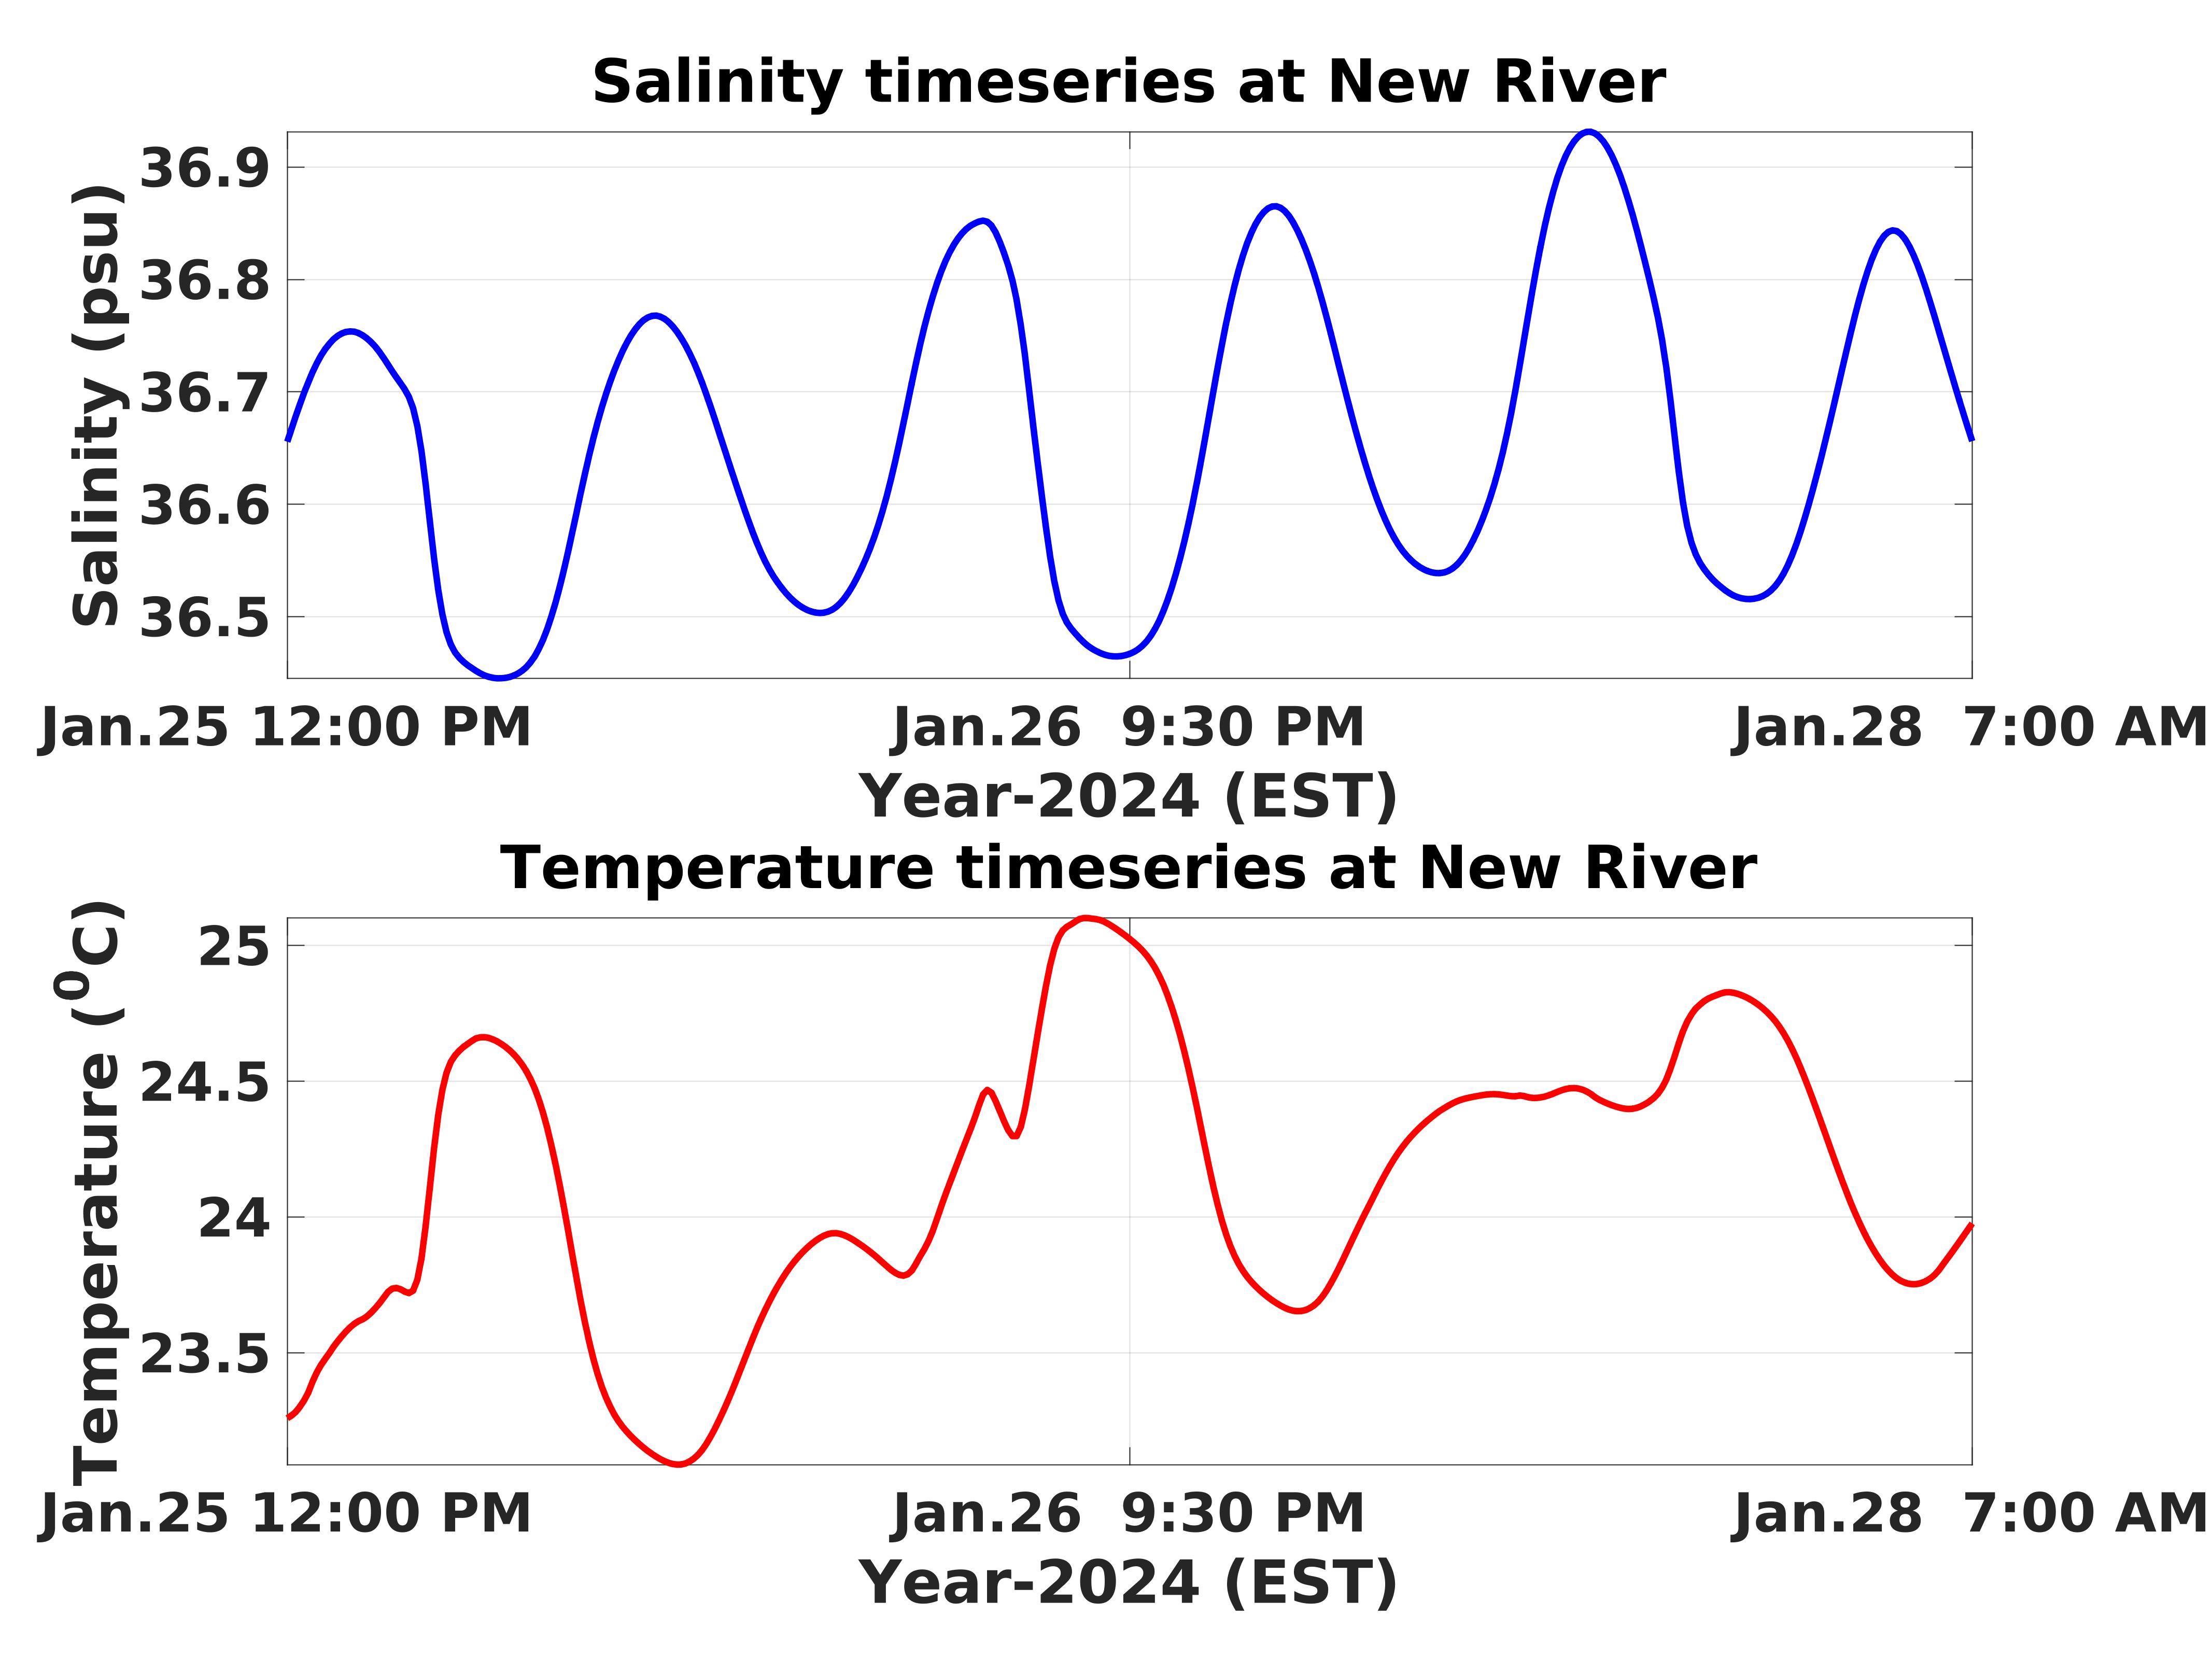 Salinity timeseries at New River
Salinity (psu)
36.9
36.8
36.7
36.6
36.5
Jan.25 12:00 PM
Jan.26  9:30 PM
Jan.28  7:00 AM
Year-2024 (EST)
Temperature timeseries at New River
Temperature (⁰C)
25
24.5
24
23.5
Jan.25 12:00 PM
Jan.26  9:30 PM
Jan.28  7:00 AM
Year-2024 (EST)